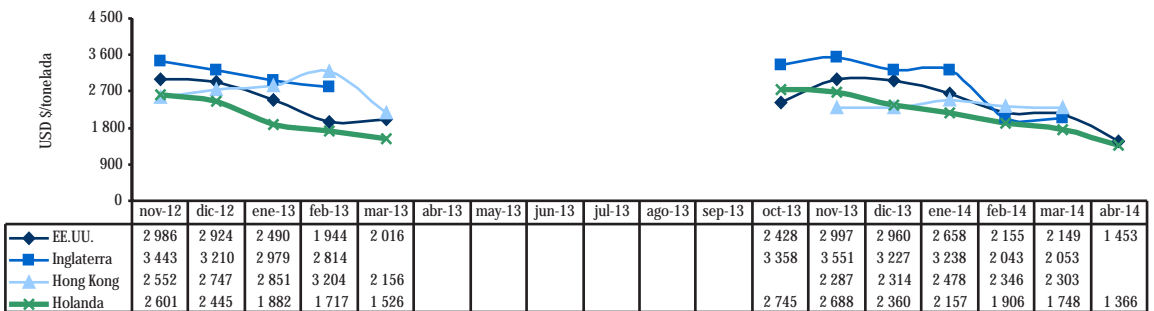 4 500
3 600
2 700
1 800
900
0
USD $/tonelada
nov-12 dic-12 ene-13 feb-13 mar-13 abr-13 may-13 jun-13 jul-13 ago-13 sep-13 oct-13 nov-13 dic-13 ene-14 feb-14 mar-14 abr-14
EE.UU. 2 986 2 924 2 490 1 944 2 016 2 428 2 997 2 960 2 658 2 155 2 149 1 453
Inglaterra 3 443 3 210 2 979 2 814 3 358 3 551 3 227 3 238 2 043 2 053
Hong Kong 2 552 2 747 2 851 3 204 2 156 2 287 2 314 2 478 2 346 2 303
Holanda 2 601 2 445 1 882 1 717 1 526 2 745 2 688 2 360 2 157 1 906 1 748 1 366